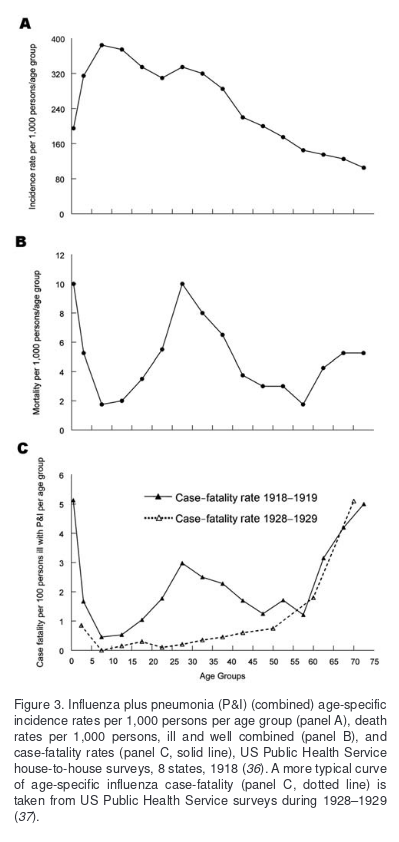 A
Incidence rate per 1,000 persons/age group
400
320
240
160
80
0
B
Mortality per 1,000 persons/age group
12
10
8
6
4
2
0
C
Case fatality per 100 persons ill with P&I per age group
6
5
4
3
2
1
0
Case-fatality rate 1918–1919
Case-fatality rate 1928–1929
0 5 10 15 20 25 30 35 40 45 50 55 60 65 70 75
Age Groups
Figure 3. Influenza plus pneumonia (P&I) (combined) age-specific
incidence rates per 1,000 persons per age group (panel A), death
rates per 1,000 persons, ill and well combined (panel B), and
case-fatality rates (panel C, solid line), US Public Health Service
house-to-house surveys, 8 states, 1918 (36). A more typical curve
of age-specific influenza case-fatality (panel C, dotted line) is
taken from US Public Health Service surveys during 1928–1929
(37).